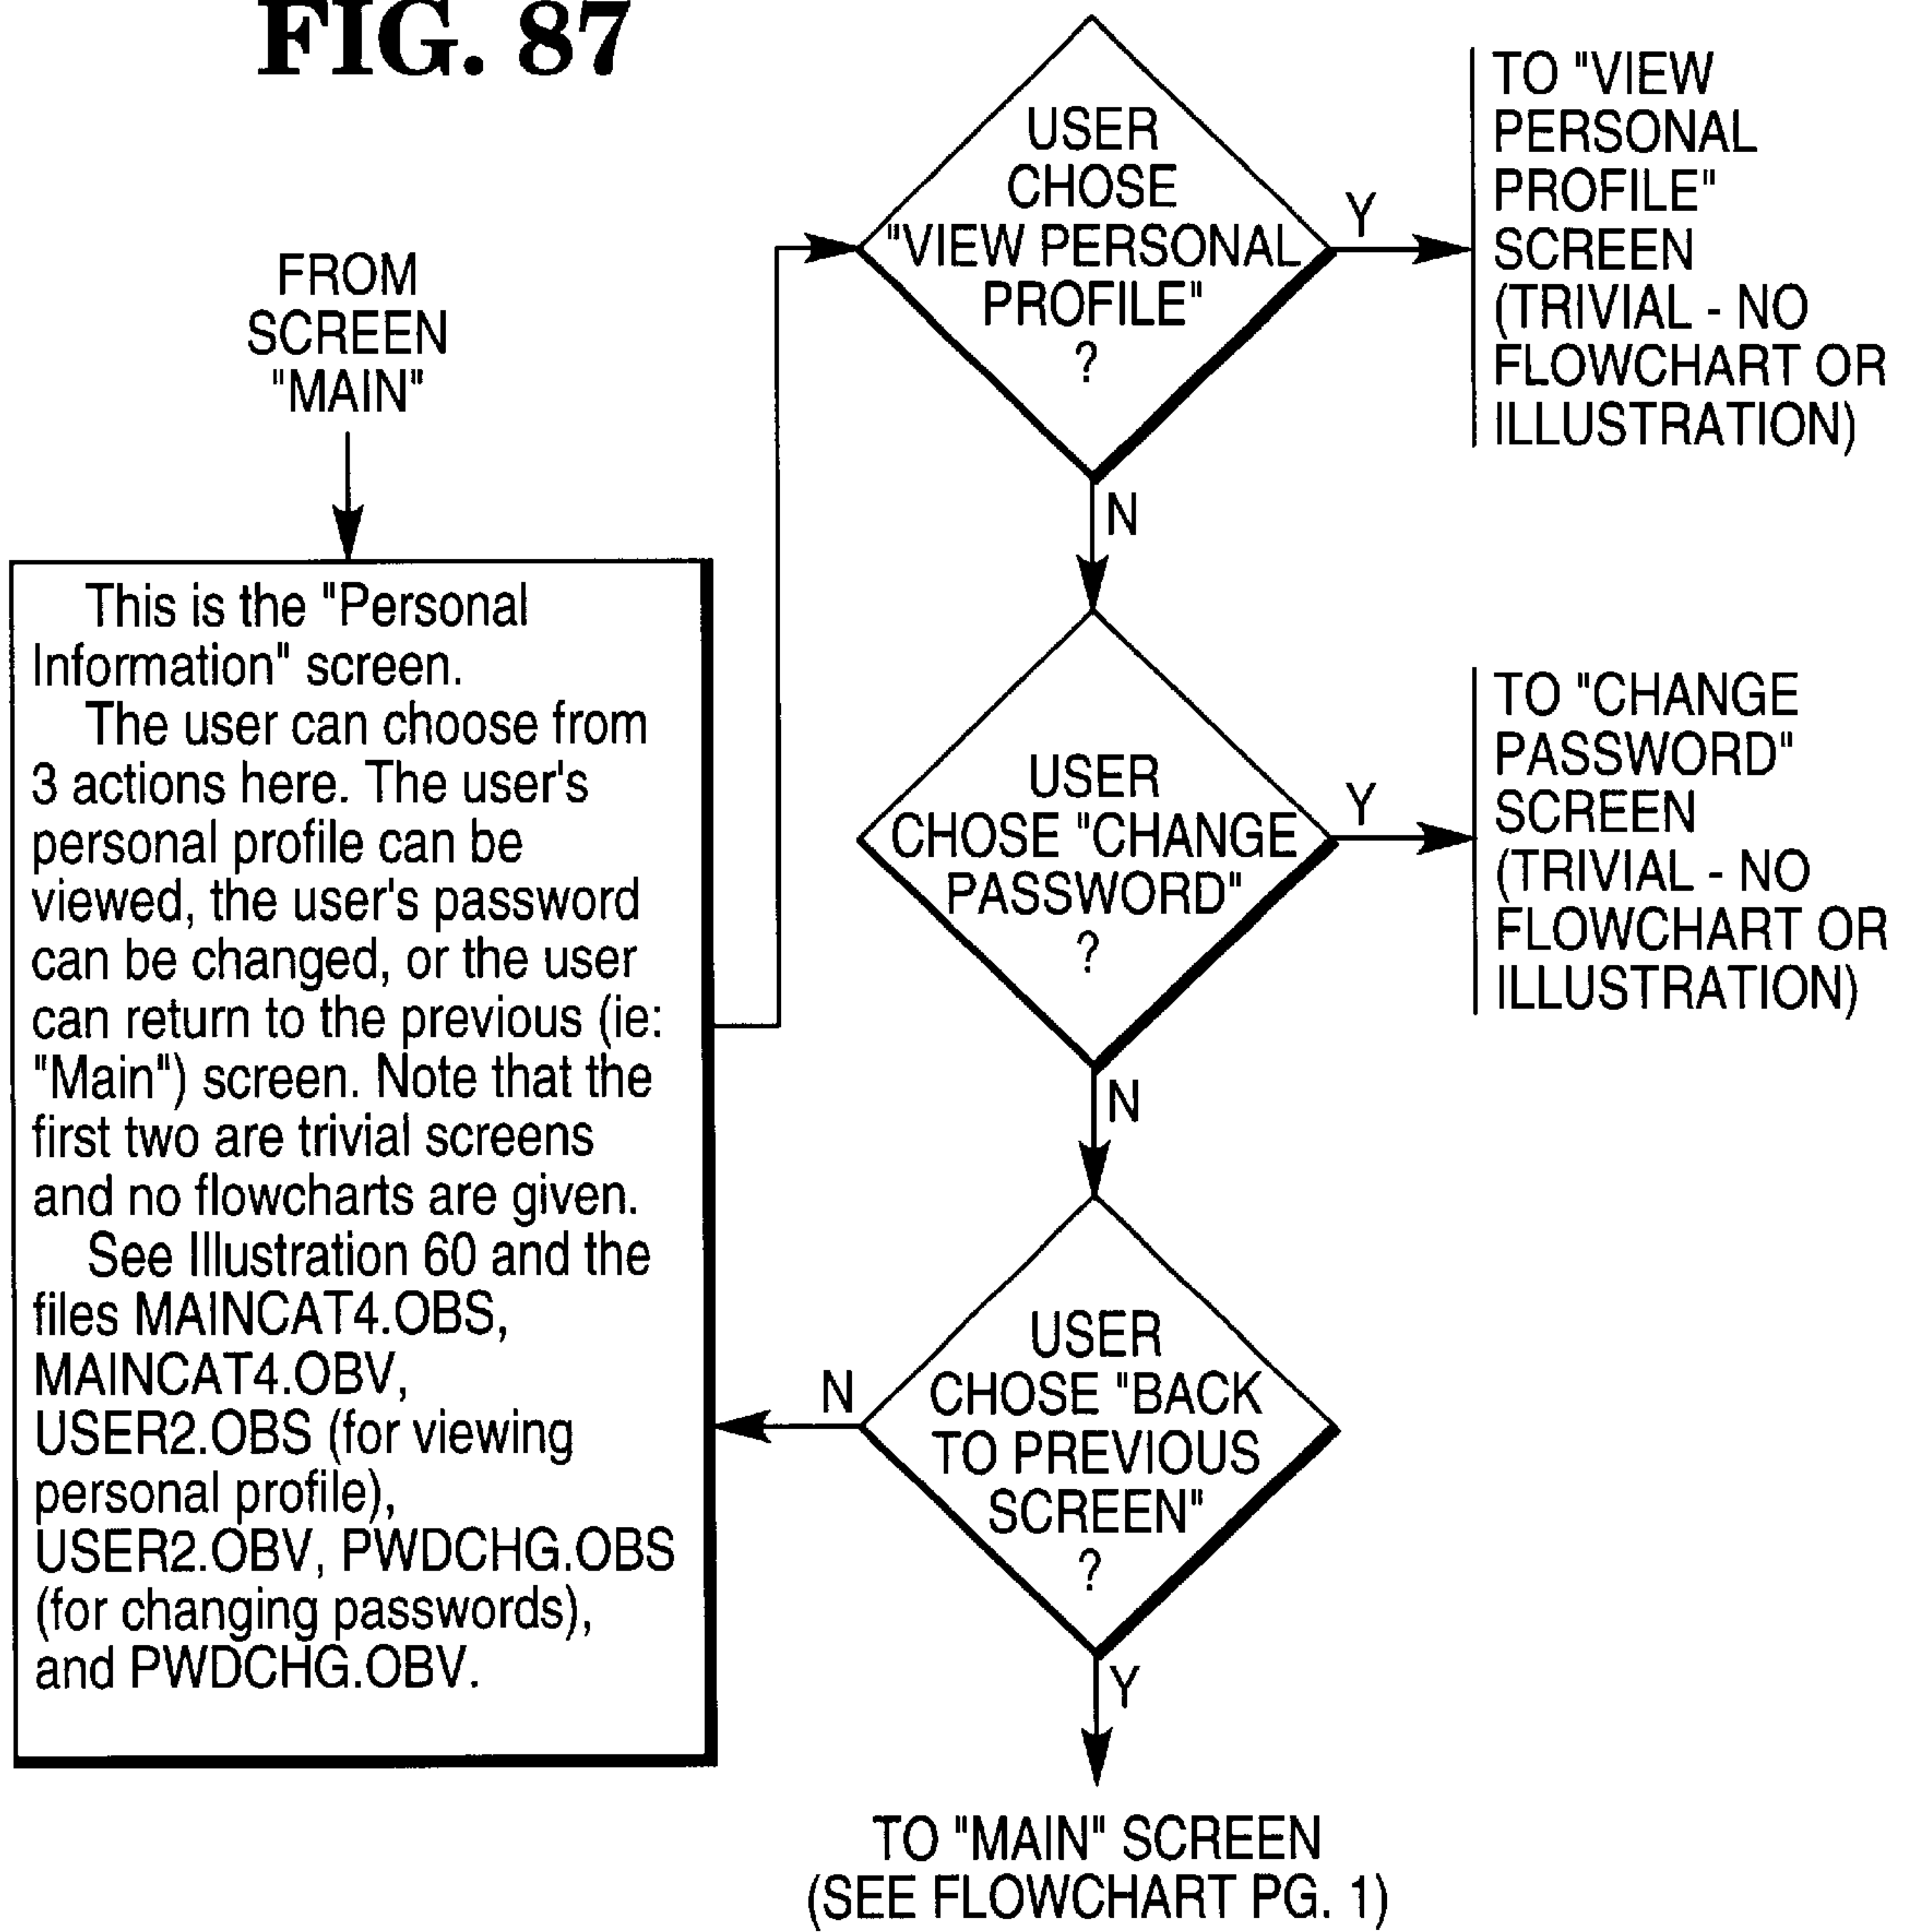 FIG. 87
FROM
SCREEN
"MAIN"
This is the "Personal
Information" screen.
The user can choose from
3 actions here. The user's
personal profile can be
viewed, the user's password
can be changed, or the user
can return to the previous (ie:
"Main") screen. Note that the
first two are trivial screens
and no flowcharts are given.
See Illustration 60 and the
files MAINCAT4.OBS,
MAINCAT4.OBV,
USER2.OBS (for viewing
personal profile),
USER2.OBV, PWDCHG.OBS
(for changing passwords),
and PWDCHG.OBV.
USER
CHOSE
"VIEW PERSONAL
PROFILE"
?
Y
TO "VIEW
PERSONAL
PROFILE"
SCREEN
(TRIVIAL - NO
FLOWCHART OR
ILLUSTRATION)
N
USER
CHOSE "CHANGE
PASSWORD"
?
Y
TO "CHANGE
PASSWORD"
SCREEN
(TRIVIAL - NO
FLOWCHART OR
ILLUSTRATION)
N
USER
CHOSE "BACK
TO PREVIOUS
SCREEN"
?
N
Y
TO "MAIN" SCREEN
(SEE FLOWCHART PG. 1)